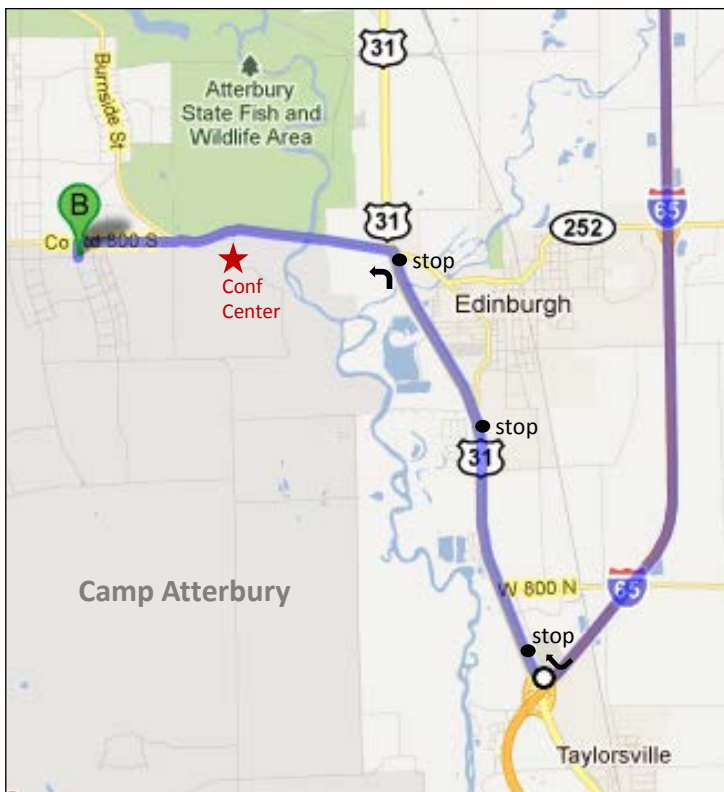 31
Burnside St
Atterbury
State Fish and
Wildlife Area
65
B
31
252
Co Rd 800 S
stop
Conf
Center
Edinburgh
stop
31
Camp Atterbury
W 800 N
65
stop
Taylorsville